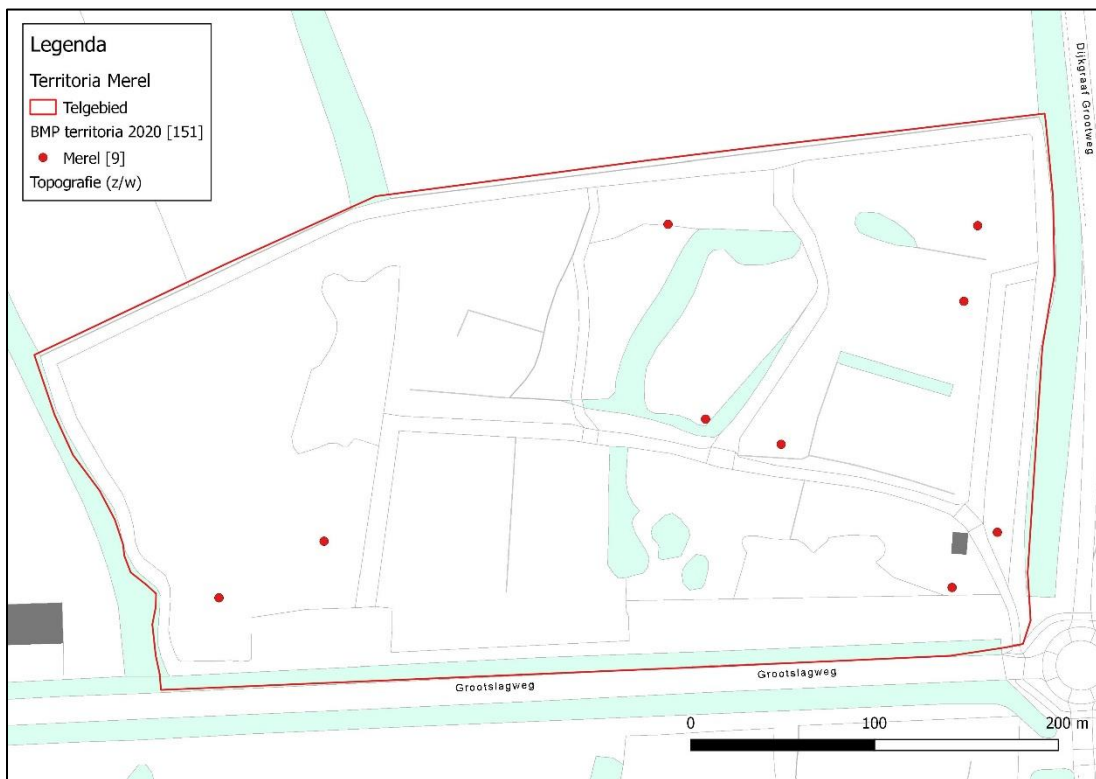 Legenda
Territoria Merel
Telgebied
BMP territoria 2020 [151]
Merel [9]
Topografie (z/w)
Dijkgraaf Grootweg
Grootslagweg
Grootslagweg
0 100 200 m